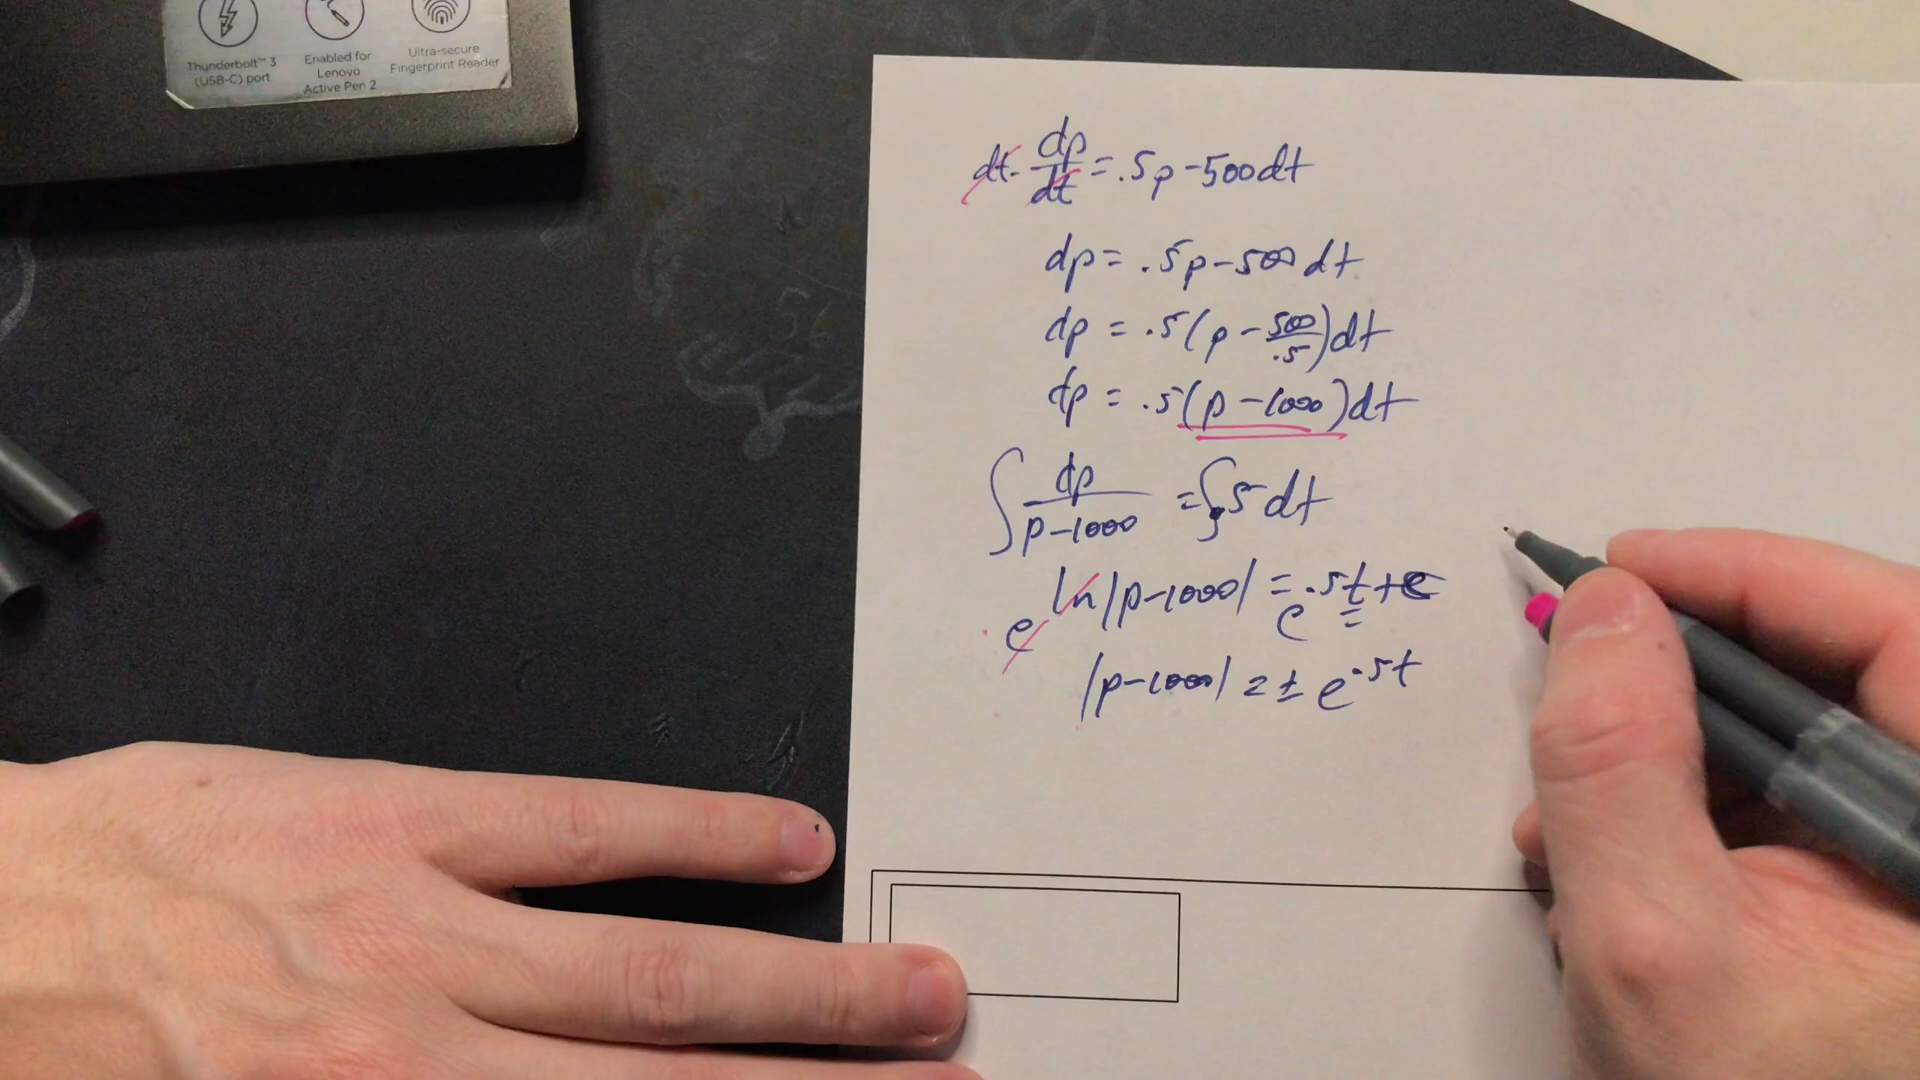 Thunderbolt™ 3
(USB-C) port
Enabled for
Lenovo
Active Pen 2
Ultra-secure
Fingerprint Reader
dt · dp/dt = .5p - 500dt
dp = .5p - 500 dt
dp = .5(p - 500/.5)dt
dp = .5(p - 1000)dt
∫ dp/(p-1000) = ∫ .5 dt
e^ln|p-1000| = e^.5t+c
|p-1000| = ± e^.5t